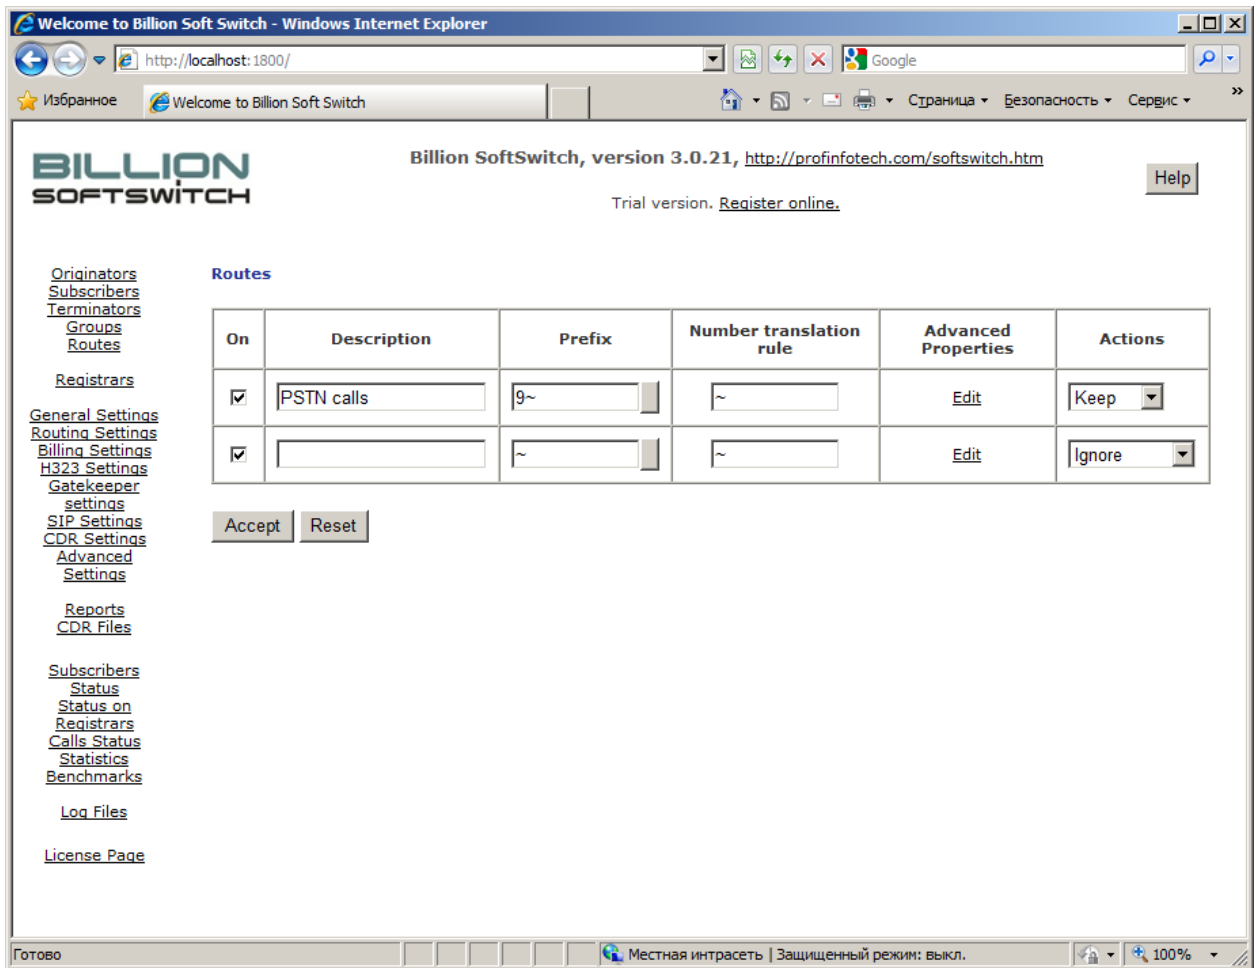 Welcome to Billion Soft Switch - Windows Internet Explorer
http://localhost:1800/
Google
Избранное
Welcome to Billion Soft Switch
Страница
Безопасность
Сервис
»
BILLION
SOFTSWITCH
Billion SoftSwitch, version 3.0.21, http://profinfotech.com/softswitch.htm
Trial version. Register online.
Help
Originators
Subscribers
Terminators
Groups
Routes
Registrars
General Settings
Routing Settings
Billing Settings
H323 Settings
Gatekeeper
settings
SIP Settings
CDR Settings
Advanced
Settings
Reports
CDR Files
Subscribers
Status
Status on
Registrars
Calls Status
Statistics
Benchmarks
Log Files
License Page
Routes
On Description Prefix Number translation rule Advanced Properties Actions
PSTN calls 9~ ~ Edit Keep
~ ~ Edit Ignore
Accept Reset
Готово
Местная интрасеть | Защищенный режим: выкл.
100%